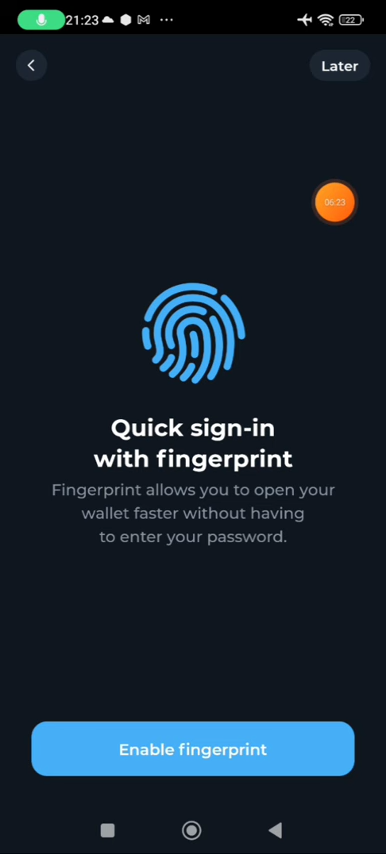 21:23
22
Later
06:23
Quick sign-in
with fingerprint
Fingerprint allows you to open your
wallet faster without having
to enter your password.
Enable fingerprint